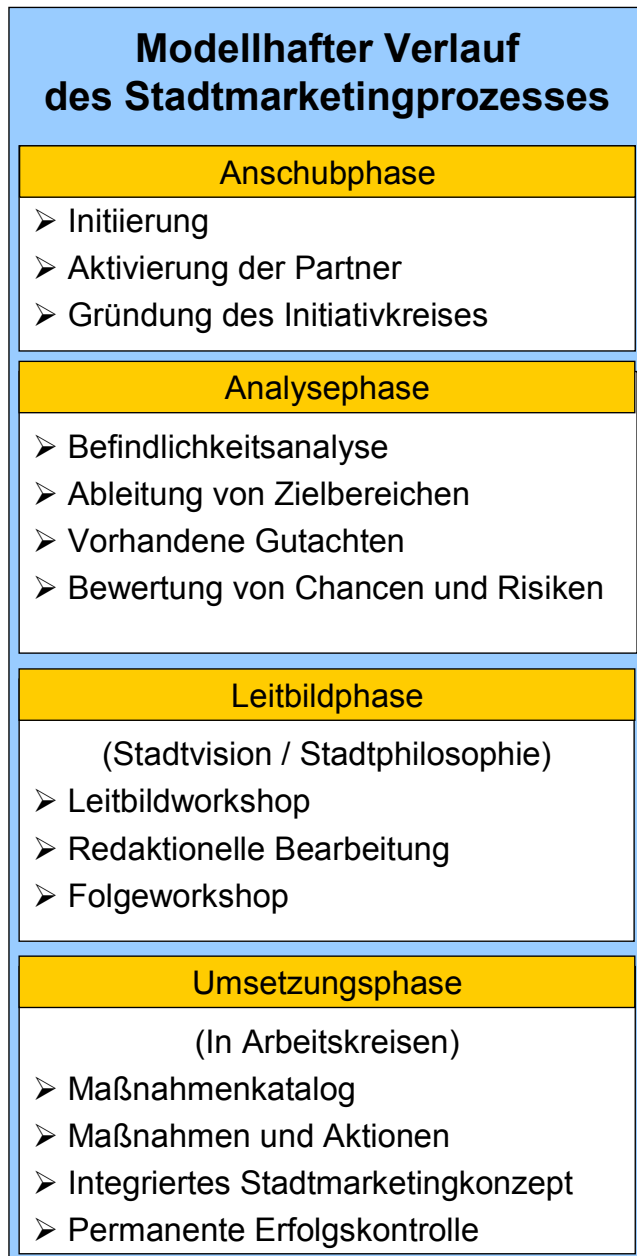 Modellhafter Verlauf
des Stadtmarketingprozesses
Anschubphase
➢ Initiierung
➢ Aktivierung der Partner
➢ Gründung des Initiativkreises
Analysephase
➢ Befindlichkeitsanalyse
➢ Ableitung von Zielbereichen
➢ Vorhandene Gutachten
➢ Bewertung von Chancen und Risiken
Leitbildphase
(Stadtvision / Stadtphilosophie)
➢ Leitbildworkshop
➢ Redaktionelle Bearbeitung
➢ Folgeworkshop
Umsetzungsphase
(In Arbeitskreisen)
➢ Maßnahmenkatalog
➢ Maßnahmen und Aktionen
➢ Integriertes Stadtmarketingkonzept
➢ Permanente Erfolgskontrolle